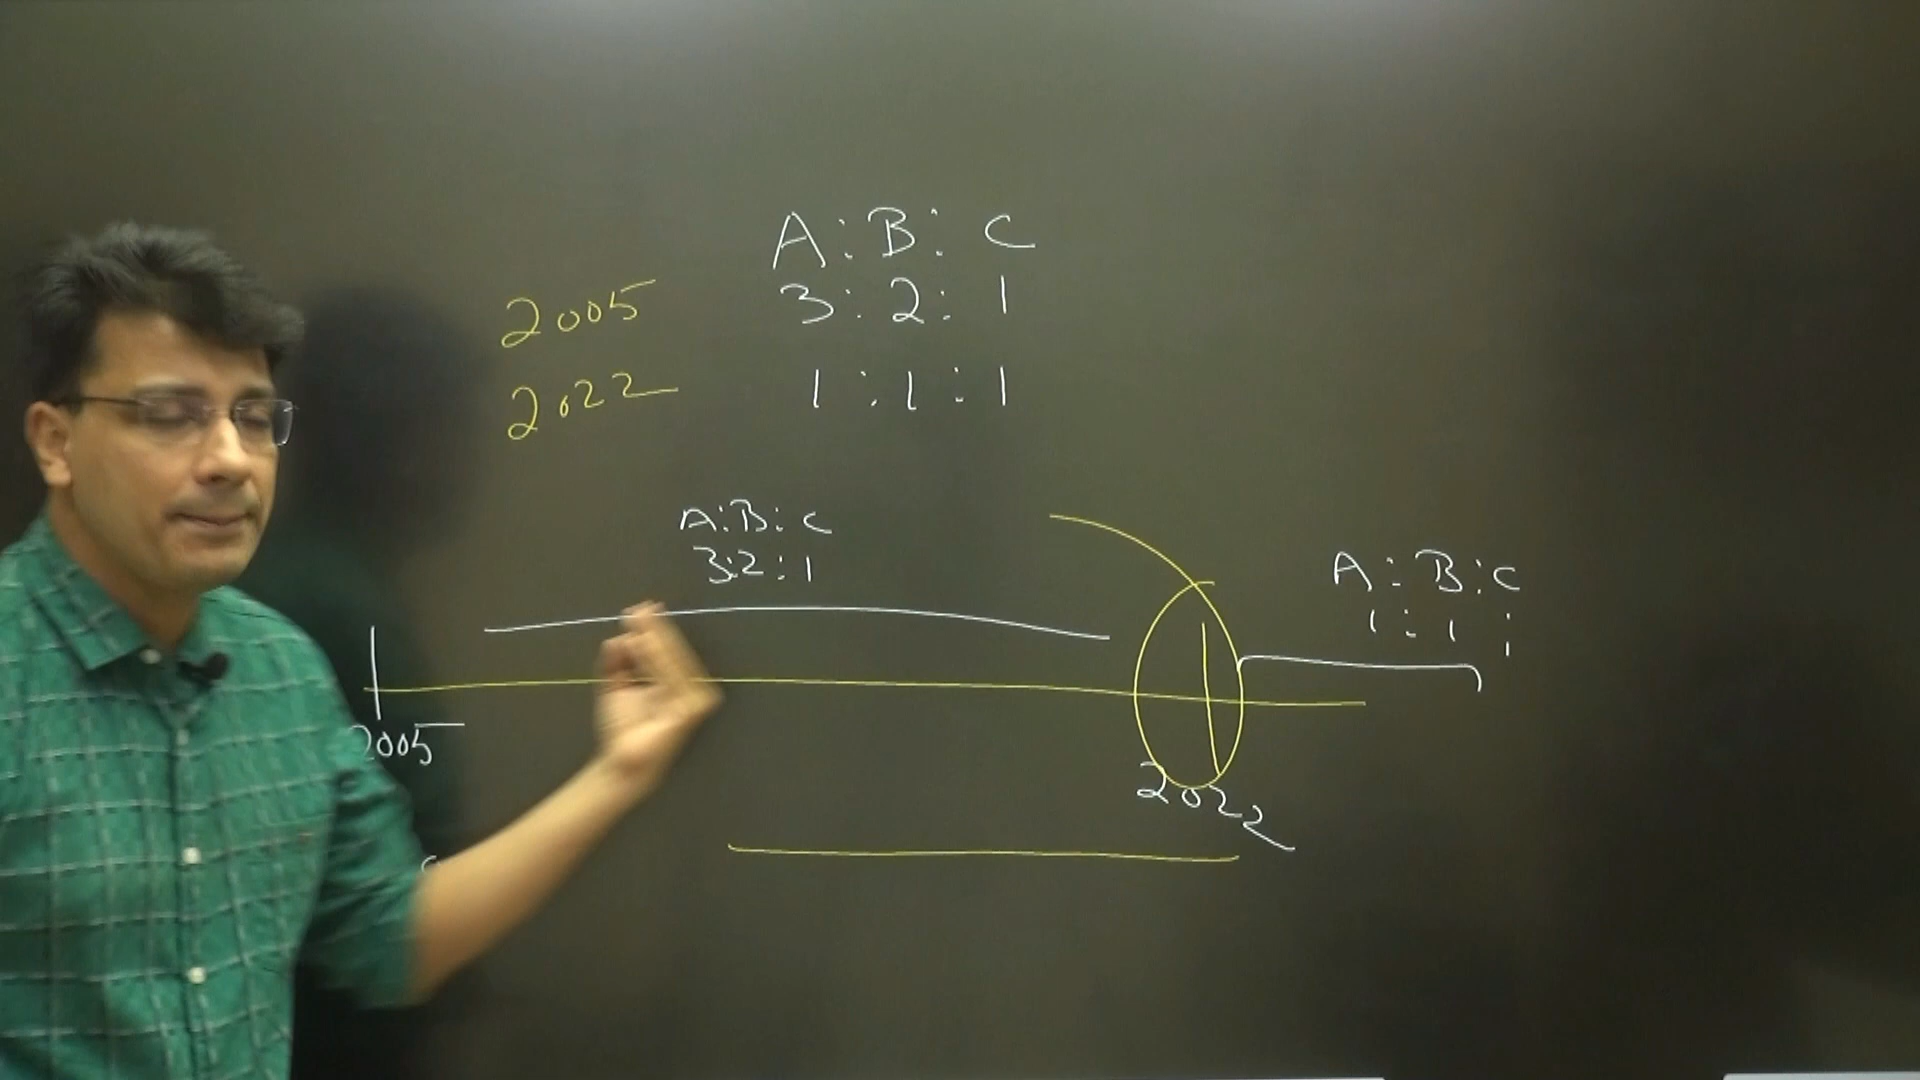 A : B : C
2005 3 : 2 : 1
2022 1 : 1 : 1
A : B : C
3 : 2 : 1
A : B : C
1 : 1 :
2005
2022